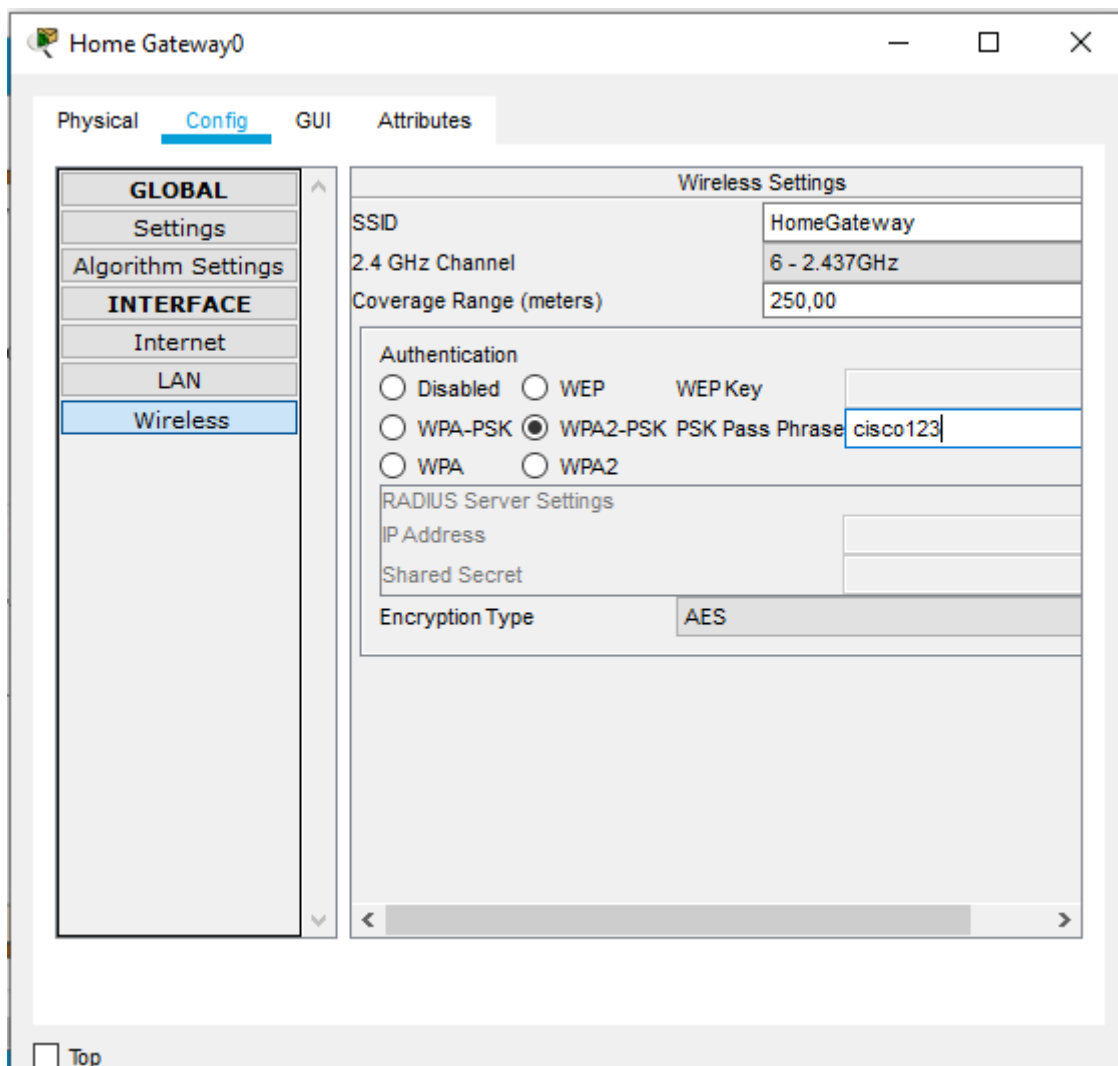 Home Gateway0
Physical Config GUI Attributes
GLOBAL
Settings
Algorithm Settings
INTERFACE
Internet
LAN
Wireless
Wireless Settings
SSID HomeGateway
2.4 GHz Channel 6 - 2.437GHz
Coverage Range (meters) 250,00
Authentication
Disabled WEP WEP Key
WPA-PSK WPA2-PSK PSK Pass Phrase cisco123
WPA WPA2
RADIUS Server Settings
IP Address
Shared Secret
Encryption Type AES
Top